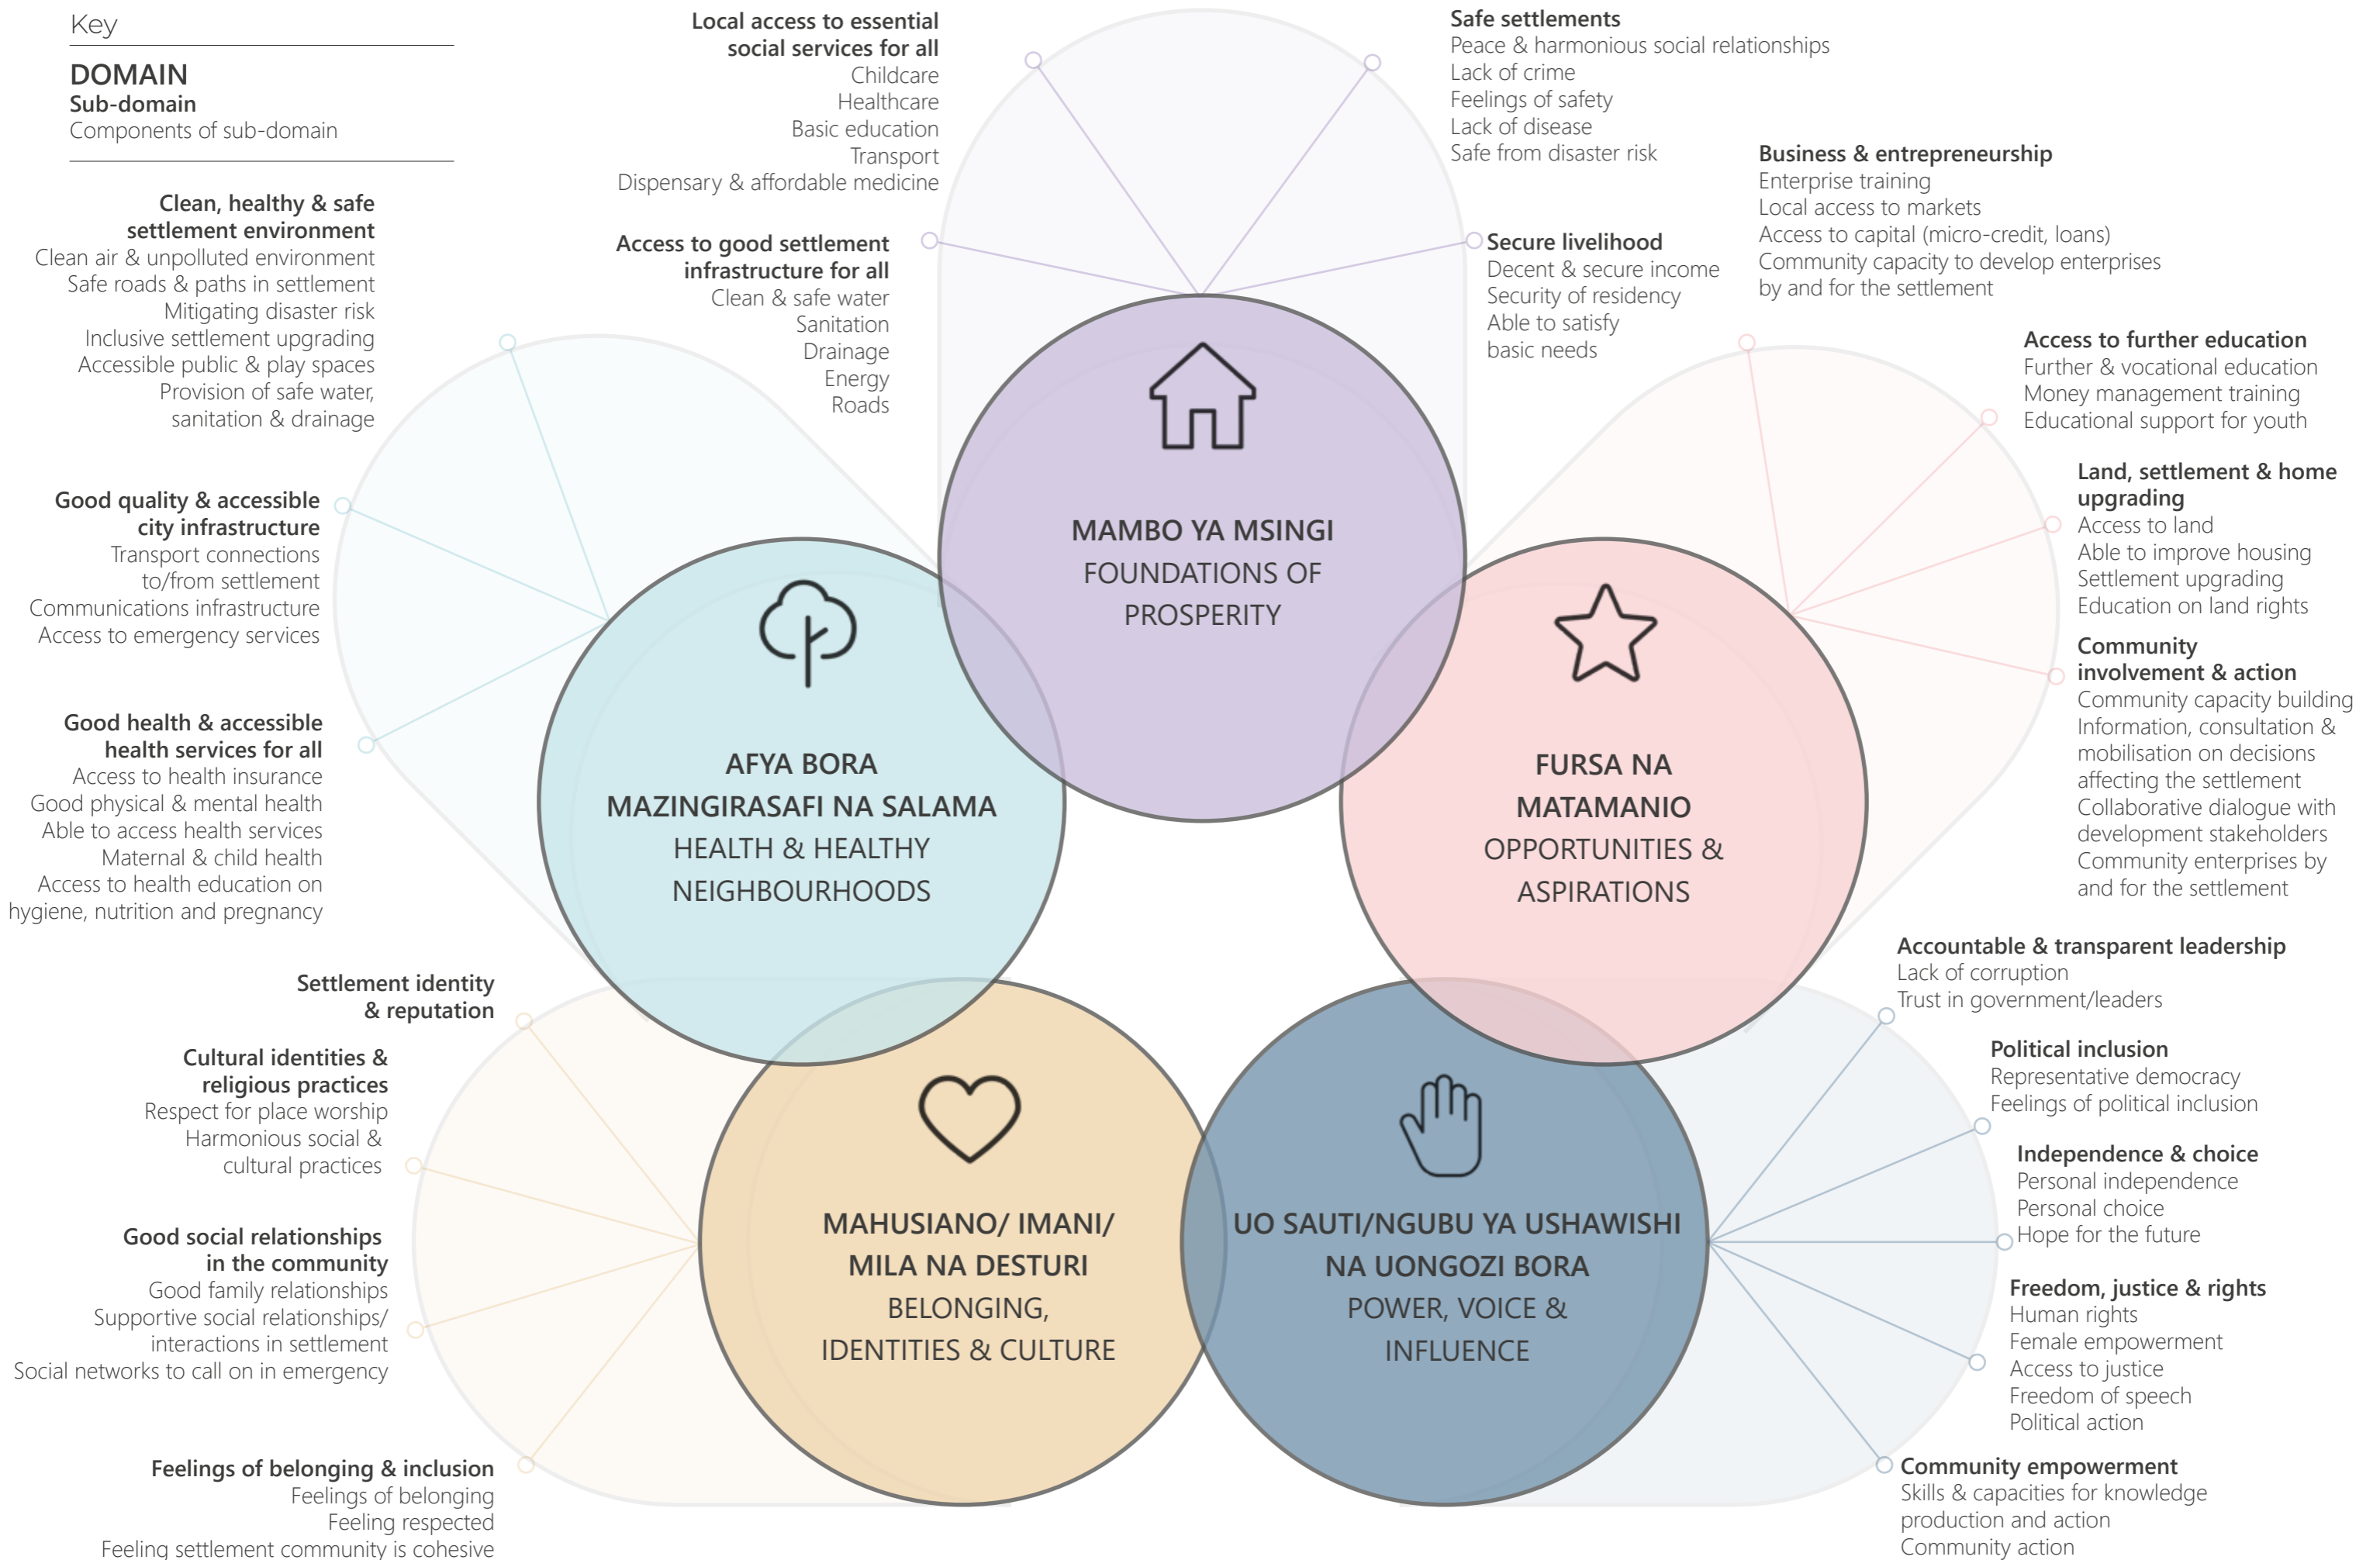 Key
DOMAIN
Sub-domain
Components of sub-domain
Local access to essential
social services for all
Childcare
Healthcare
Basic education
Transport
Dispensary & affordable medicine
Access to good settlement
infrastructure for all
Clean & safe water
Sanitation
Drainage
Energy
Roads
Safe settlements
Peace & harmonious social relationships
Lack of crime
Feelings of safety
Lack of disease
Safe from disaster risk
Secure livelihood
Decent & secure income
Security of residency
Able to satisfy
basic needs
Business & entrepreneurship
Enterprise training
Local access to markets
Access to capital (micro-credit, loans)
Community capacity to develop enterprises
by and for the settlement
Access to further education
Further & vocational education
Money management training
Educational support for youth
Land, settlement & home
upgrading
Access to land
Able to improve housing
Settlement upgrading
Education on land rights
Community
involvement & action
Community capacity building
Information, consultation &
mobilisation on decisions
affecting the settlement
Collaborative dialogue with
development stakeholders
Community enterprises by
and for the settlement
Clean, healthy & safe
settlement environment
Clean air & unpolluted environment
Safe roads & paths in settlement
Mitigating disaster risk
Inclusive settlement upgrading
Accessible public & play spaces
Provision of safe water,
sanitation & drainage
Good quality & accessible
city infrastructure
Transport connections
to/from settlement
Communications infrastructure
Access to emergency services
Good health & accessible
health services for all
Access to health insurance
Good physical & mental health
Able to access health services
Maternal & child health
Access to health education on
hygiene, nutrition and pregnancy
MAMBO YA MSINGI
FOUNDATIONS OF
PROSPERITY
AFYA BORA
MAZINGIRASAFI NA SALAMA
HEALTH & HEALTHY
NEIGHBOURHOODS
FURSA NA
MATAMANIO
OPPORTUNITIES &
ASPIRATIONS
MAHUSIANO/ IMANI/
MILA NA DESTURI
BELONGING,
IDENTITIES & CULTURE
UO SAUTI/NGUBU YA USHAWISHI
NA UONGOZI BORA
POWER, VOICE &
INFLUENCE
Settlement identity
& reputation
Cultural identities &
religious practices
Respect for place worship
Harmonious social &
cultural practices
Good social relationships
in the community
Good family relationships
Supportive social relationships/
interactions in settlement
Social networks to call on in emergency
Feelings of belonging & inclusion
Feelings of belonging
Feeling respected
Feeling settlement community is cohesive
Accountable & transparent leadership
Lack of corruption
Trust in government/leaders
Political inclusion
Representative democracy
Feelings of political inclusion
Independence & choice
Personal independence
Personal choice
Hope for the future
Freedom, justice & rights
Human rights
Female empowerment
Access to justice
Freedom of speech
Political action
Community empowerment
Skills & capacities for knowledge
production and action
Community action